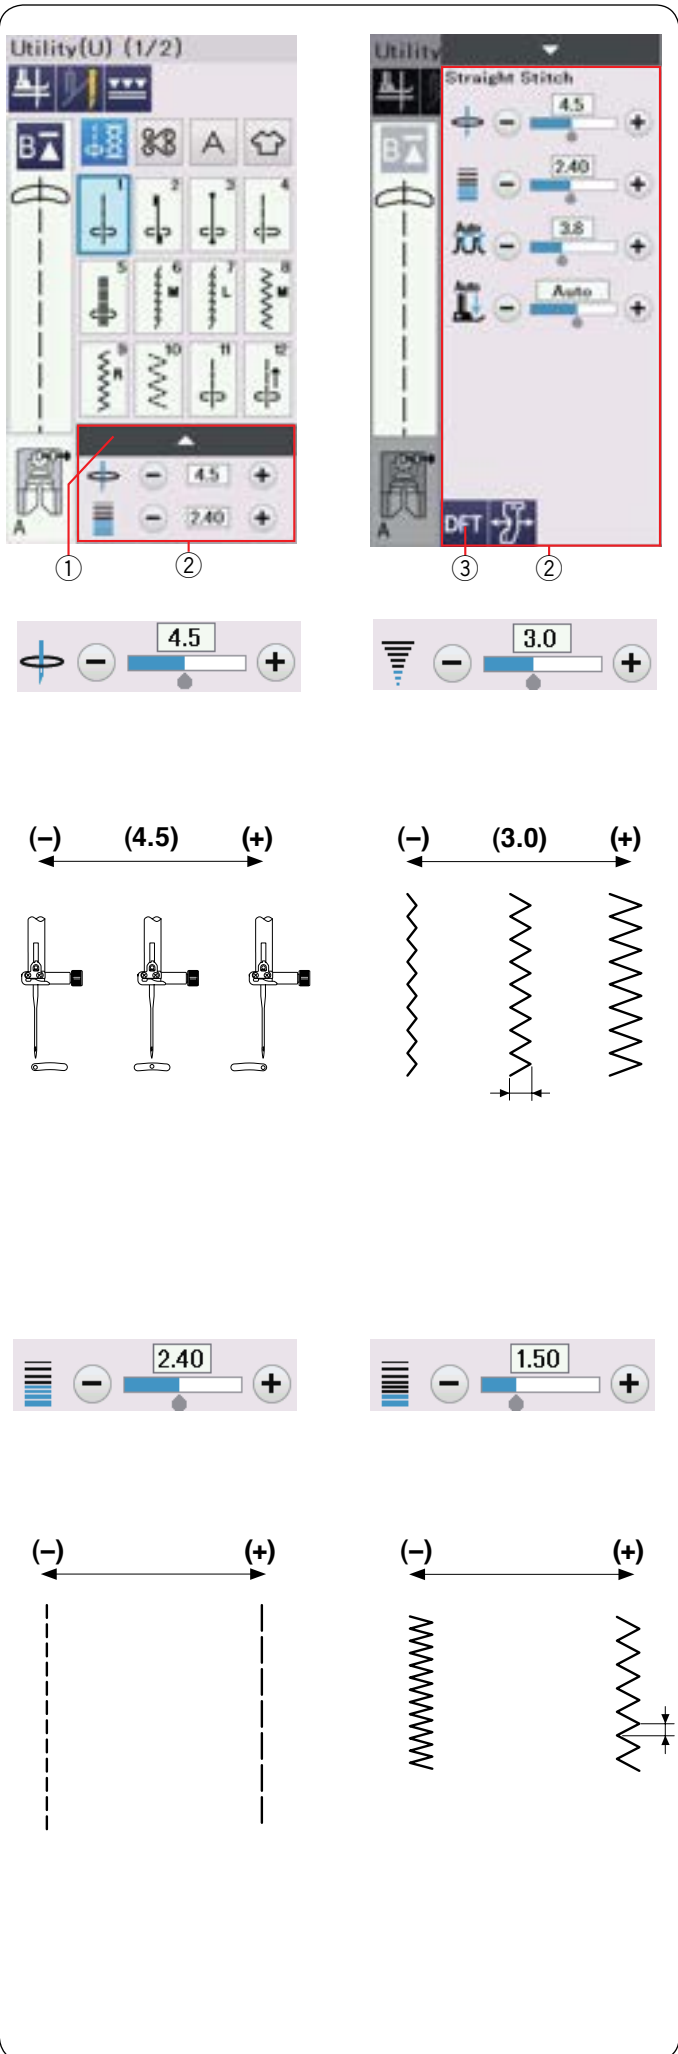 Utility(U) (1/2)
B
1
2
3
4
A
5
6
M
7
L
8
M
9
R
10
11
12
4.5
2.40
A
①
②
Utility
Straight Stitch
B
4.5
2.40
Auto
3.8
Auto
Auto
A
DFT
③
②
4.5
3.0
(–) (4.5) (+)
(–) (3.0) (+)
2.40
1.50
(–) (+)
(–) (+)